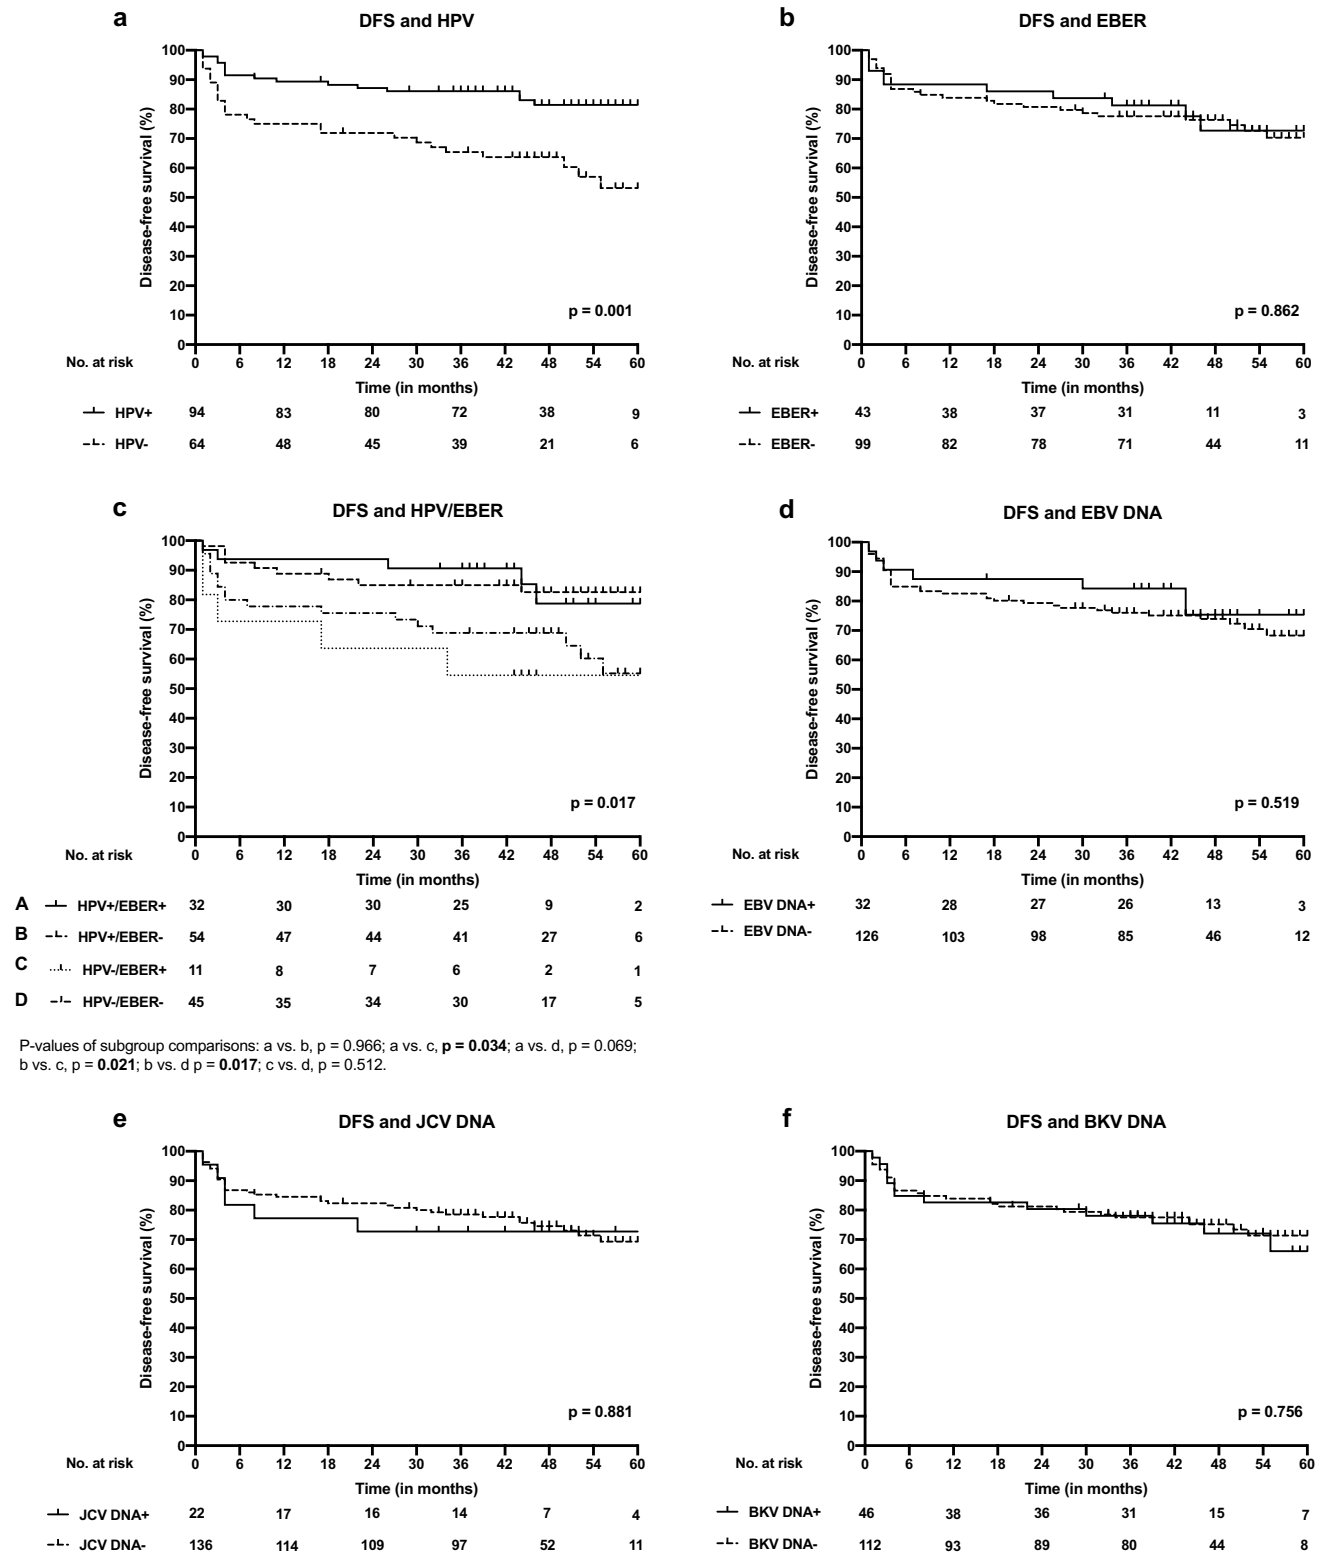 a
DFS and HPV
Disease-free survival (%)
100
90
80
70
60
50
40
30
20
10
0
p = 0.001
0 6 12 18 24 30 36 42 48 54 60
No. at risk
Time (in months)
HPV+ 94 83 80 72 38 9
HPV- 64 48 45 39 21 6
b
DFS and EBER
Disease-free survival (%)
100
90
80
70
60
50
40
30
20
10
0
p = 0.862
0 6 12 18 24 30 36 42 48 54 60
No. at risk
Time (in months)
EBER+ 43 38 37 31 11 3
EBER- 99 82 78 71 44 11
c
DFS and HPV/EBER
Disease-free survival (%)
100
90
80
70
60
50
40
30
20
10
0
p = 0.017
0 6 12 18 24 30 36 42 48 54 60
No. at risk
Time (in months)
A HPV+/EBER+ 32 30 30 25 9 2
B HPV+/EBER- 54 47 44 41 27 6
C HPV-/EBER+ 11 8 7 6 2 1
D HPV-/EBER- 45 35 34 30 17 5
P-values of subgroup comparisons: a vs. b, p = 0.966; a vs. c, p = 0.034; a vs. d, p = 0.069;
b vs. c, p = 0.021; b vs. d p = 0.017; c vs. d, p = 0.512.
d
DFS and EBV DNA
Disease-free survival (%)
100
90
80
70
60
50
40
30
20
10
0
p = 0.519
0 6 12 18 24 30 36 42 48 54 60
No. at risk
Time (in months)
EBV DNA+ 32 28 27 26 13 3
EBV DNA- 126 103 98 85 46 12
e
DFS and JCV DNA
Disease-free survival (%)
100
90
80
70
60
50
40
30
20
10
0
p = 0.881
0 6 12 18 24 30 36 42 48 54 60
No. at risk
Time (in months)
JCV DNA+ 22 17 16 14 7 4
JCV DNA- 136 114 109 97 52 11
f
DFS and BKV DNA
Disease-free survival (%)
100
90
80
70
60
50
40
30
20
10
0
p = 0.756
0 6 12 18 24 30 36 42 48 54 60
No. at risk
Time (in months)
BKV DNA+ 46 38 36 31 15 7
BKV DNA- 112 93 89 80 44 8